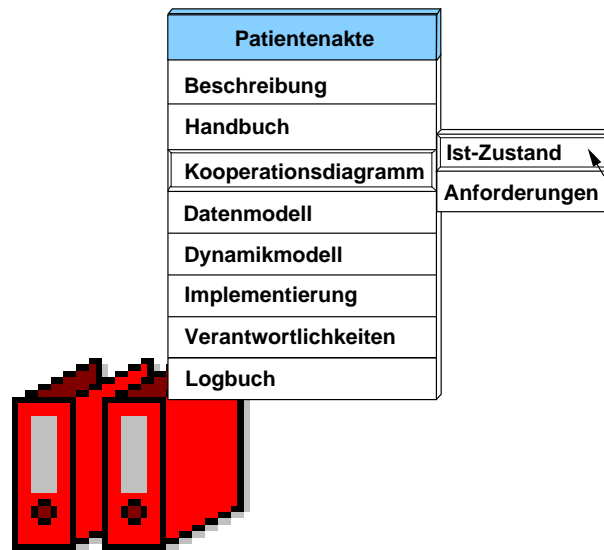 Patientenakte
Beschreibung
Handbuch
Kooperationsdiagramm
Ist-Zustand
Anforderungen
Datenmodell
Dynamikmodell
Implementierung
Verantwortlichkeiten
Logbuch